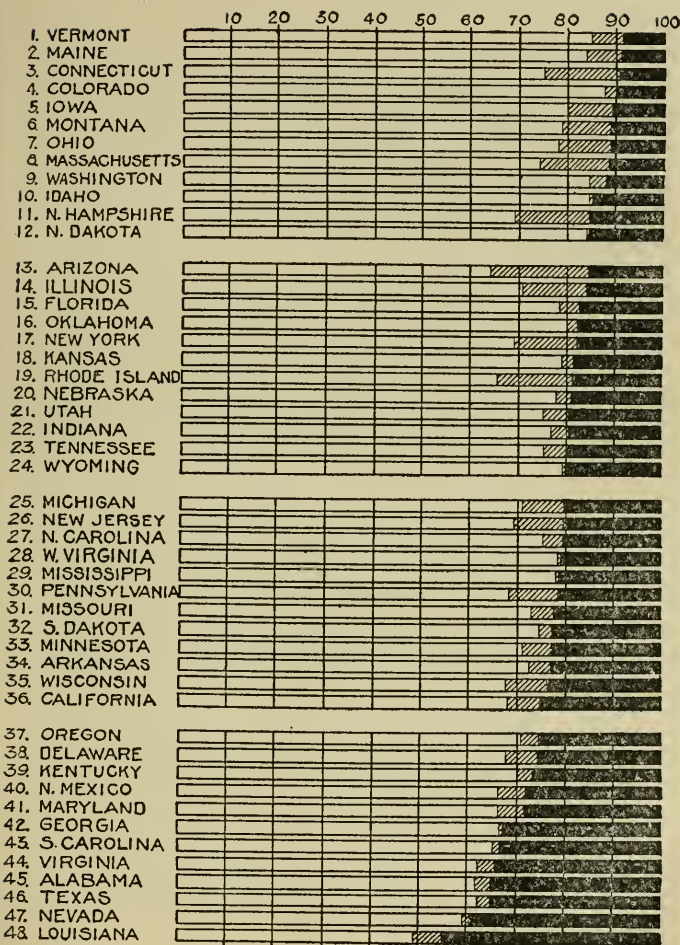 10 20 30 40 50 60 70 80 90 100
1. VERMONT
2. MAINE
3. CONNECTICUT
4. COLORADO
5. IOWA
6. MONTANA
7. OHIO
8. MASSACHUSETTS
9. WASHINGTON
10. IDAHO
11. N. HAMPSHIRE
12. N. DAKOTA
13. ARIZONA
14. ILLINOIS
15. FLORIDA
16. OKLAHOMA
17. NEW YORK
18. KANSAS
19. RHODE ISLAND
20. NEBRASKA
21. UTAH
22. INDIANA
23. TENNESSEE
24. WYOMING
25. MICHIGAN
26. NEW JERSEY
27. N. CAROLINA
28. W. VIRGINIA
29. MISSISSIPPI
30. PENNSYLVANIA
31. MISSOURI
32. S. DAKOTA
33. MINNESOTA
34. ARKANSAS
35. WISCONSIN
36. CALIFORNIA
37. OREGON
38. DELAWARE
39. KENTUCKY
40. N. MEXICO
41. MARYLAND
42. GEORGIA
43. S. CAROLINA
44. VIRGINIA
45. ALABAMA
46. TEXAS
47. NEVADA
48. LOUISIANA